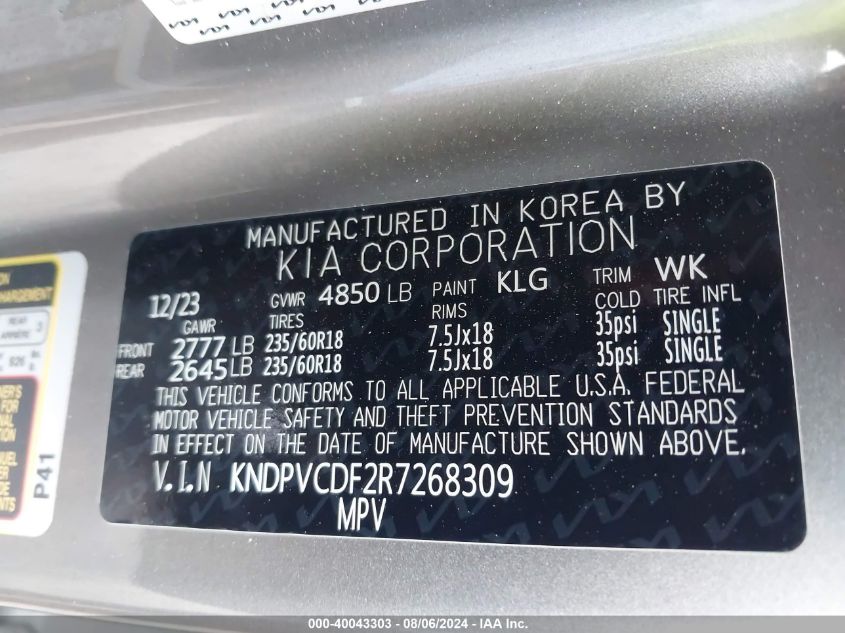 MANUFACTURED IN KOREA BY
KIA CORPORATION
12/23 GVWR 4850 LB PAINT KLG TRIM WK
GAWR TIRES RIMS COLD TIRE INFL
FRONT 2777 LB 235/60R18 7.5Jx18 35psi SINGLE
REAR 2645 LB 235/60R18 7.5Jx18 35psi SINGLE
THIS VEHICLE CONFORMS TO ALL APPLICABLE U.S.A. FEDERAL
MOTOR VEHICLE SAFETY AND THEFT PREVENTION STANDARDS
IN EFFECT ON THE DATE OF MANUFACTURE SHOWN ABOVE.
V.I.N KNDPVCDF2R7268309
MPV
REAR 3
926
P41
000-40043303 - 08/06/2024 - IAA Inc.